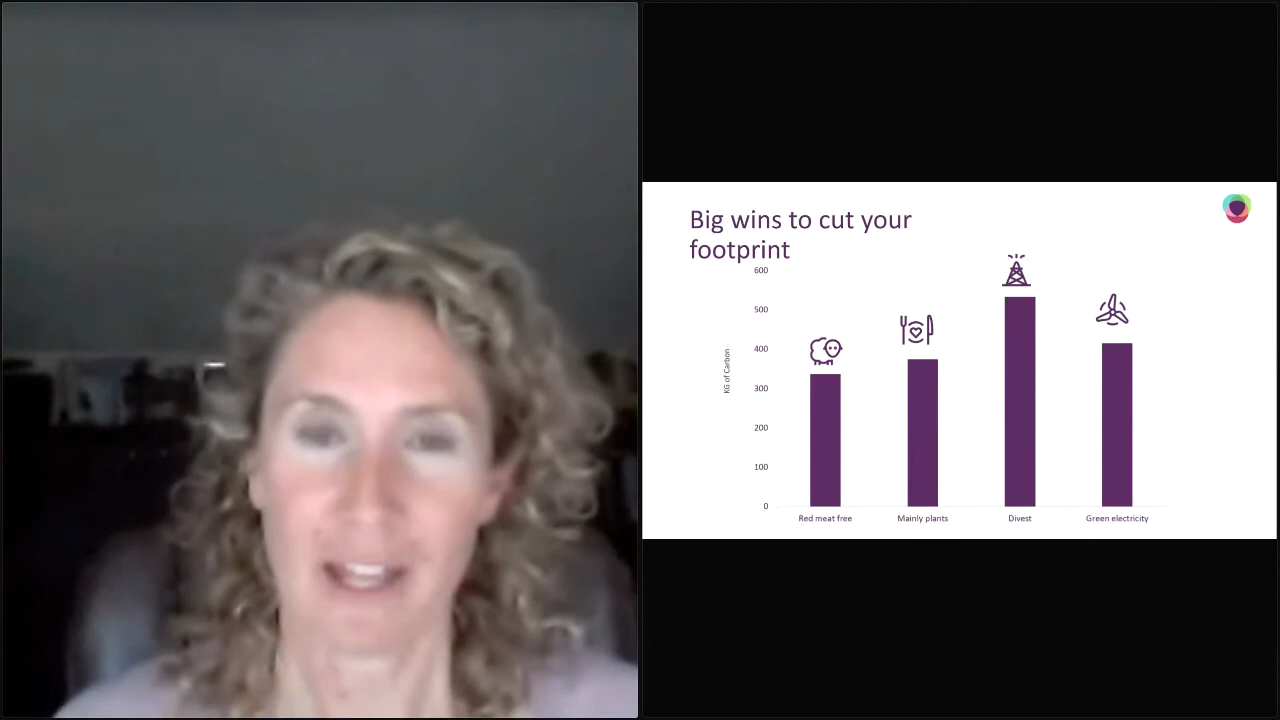 Big wins to cut your
footprint
600
500
400
300
200
100
0
KG of Carbon
Red meat free
Mainly plants
Divest
Green electricity